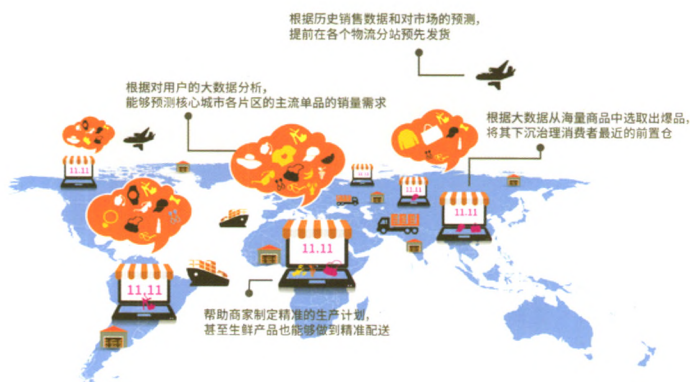 根据历史销售数据和对市场的预测，
提前在各个物流分站预先发货
根据对用户的大数据分析，
能够预测核心城市各片区的主流单品的销量需求
根据大数据从海量商品中选取出爆品，
将其下沉治理消费者最近的前置仓
11.11
11.11
11.11
11.11
11.11
11.11
帮助商家制定精准的生产计划，
甚至生鲜产品也能够做到精准配送